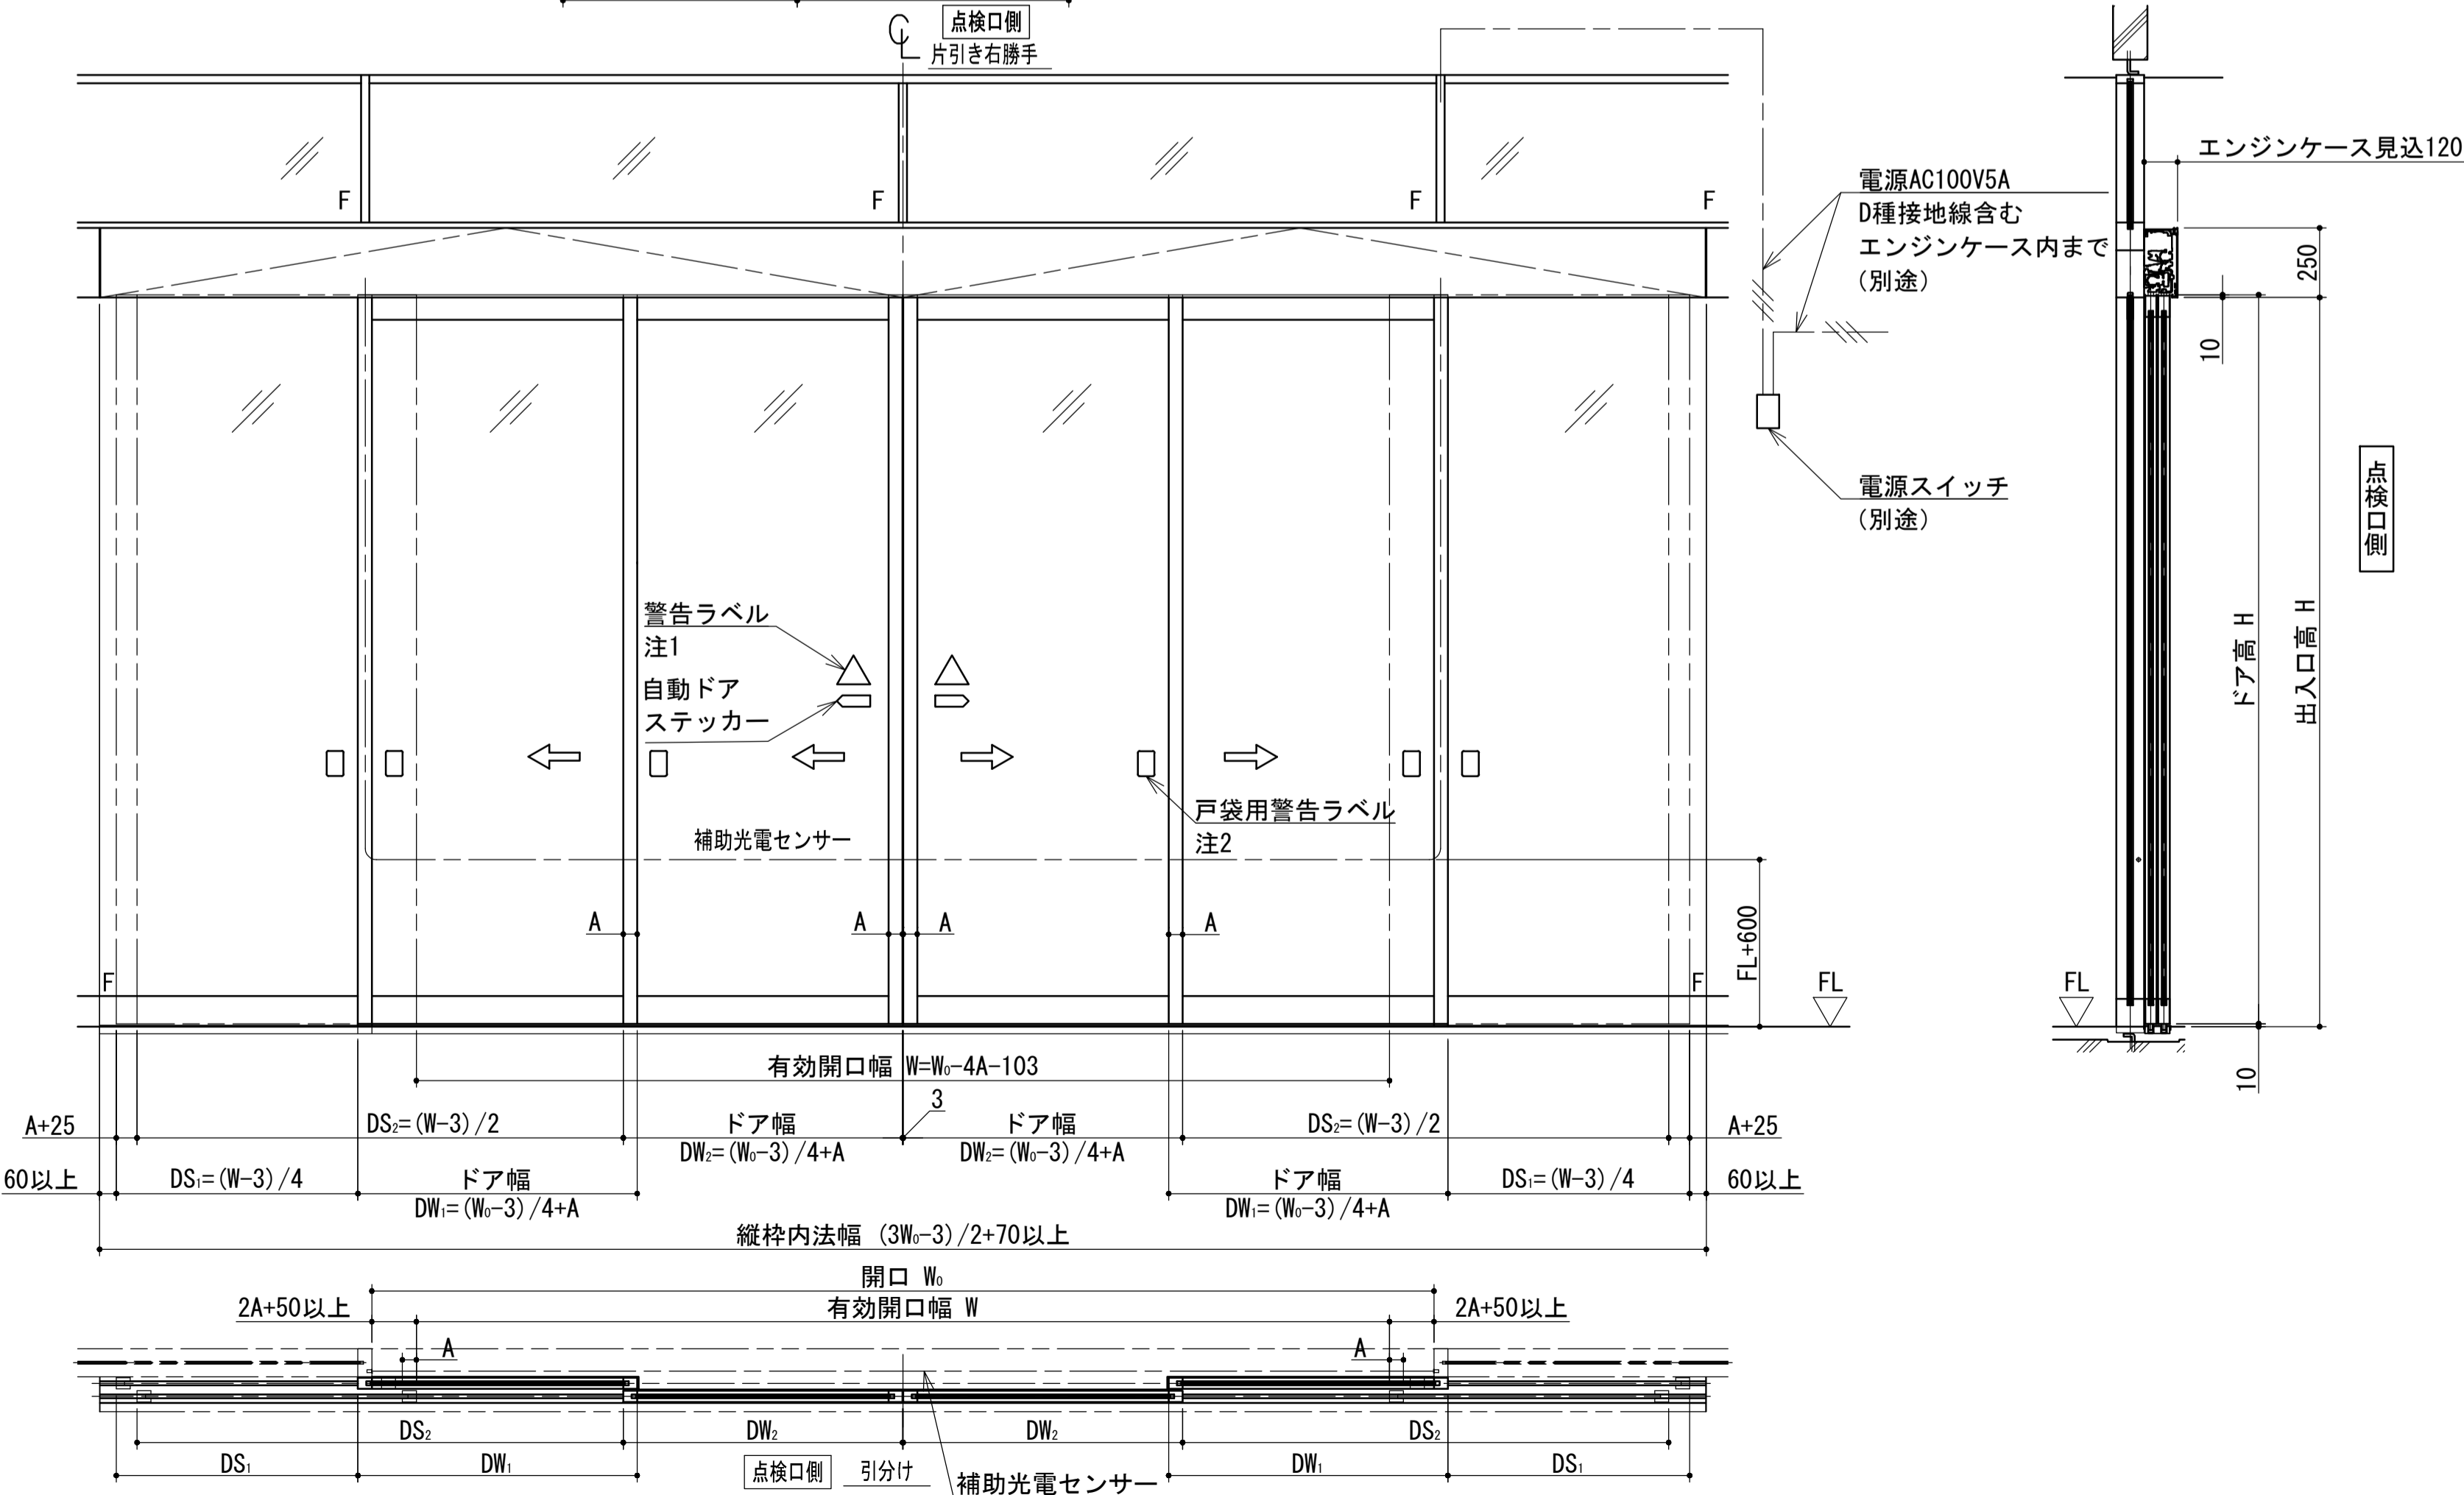 点検口側
片引き右勝手
エンジンケース見込120
電源AC100V5A
D種接地線含む
エンジンケース内まで
(別途)
F
F
F
F
250
10
電源スイッチ
(別途)
点検口側
ドア高 H
出入口高 H
警告ラベル
注1
自動ドア
ステッカー
戸袋用警告ラベル
注2
補助光電センサー
A
A
A
A
FL+600
F
F
FL
FL
10
有効開口幅 W=W₀-4A-103
3
A+25
DS₂=(W-3)/2
ドア幅
DW₂=(W₀-3)/4+A
ドア幅
DW₂=(W₀-3)/4+A
DS₂=(W-3)/2
A+25
60以上
DS₁=(W-3)/4
ドア幅
DW₁=(W₀-3)/4+A
ドア幅
DW₁=(W₀-3)/4+A
DS₁=(W-3)/4
60以上
縦枠内法幅 (3W₀-3)/2+70以上
開口 W₀
2A+50以上
有効開口幅 W
2A+50以上
A
A
DS₂
DW₂
DW₂
DS₂
DS₁
DW₁
DW₁
DS₁
点検口側
引分け
補助光電センサー